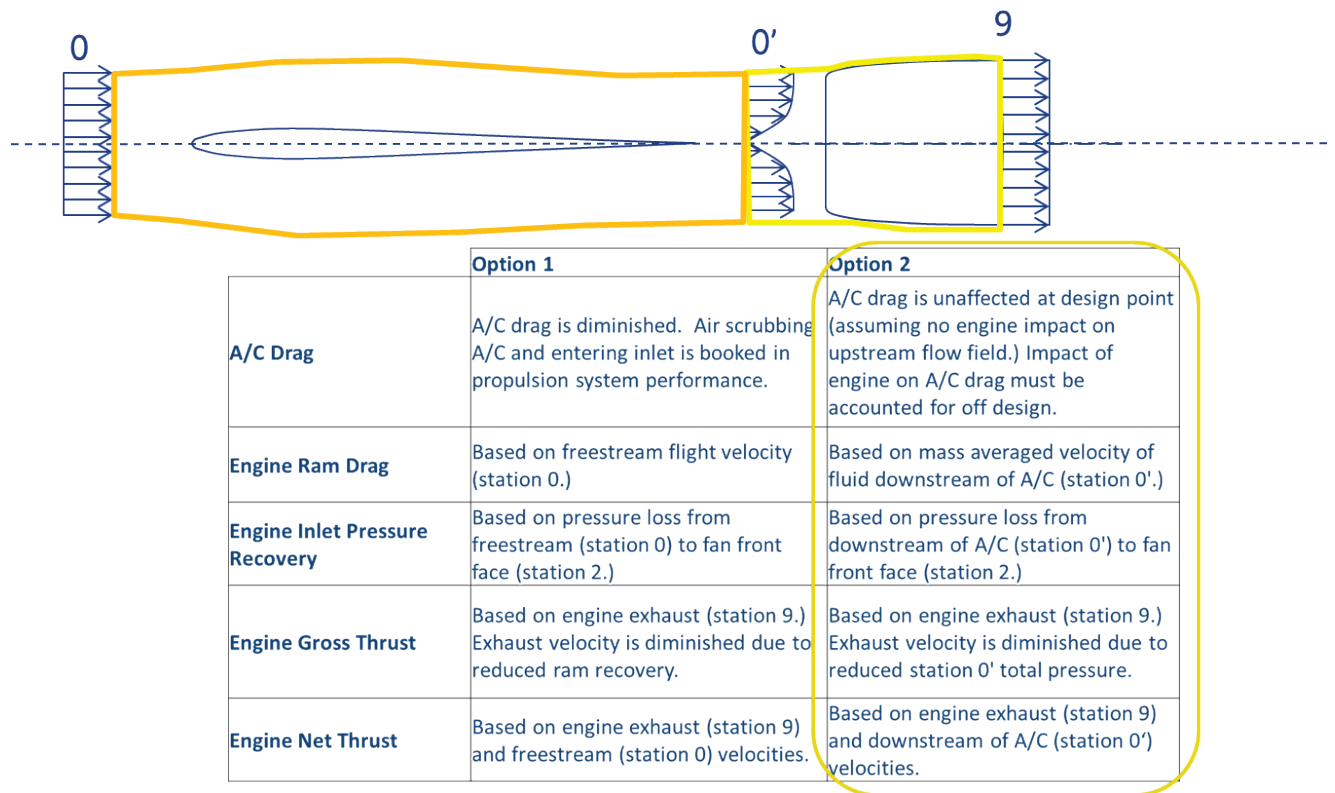 0
0’
9
Option 1
Option 2
A/C Drag
A/C drag is diminished.  Air scrubbing
A/C and entering inlet is booked in
propulsion system performance.
A/C drag is unaffected at design point
(assuming no engine impact on
upstream flow field.) Impact of
engine on A/C drag must be
accounted for off design.
Engine Ram Drag
Based on freestream flight velocity
(station 0.)
Based on mass averaged velocity of
fluid downstream of A/C (station 0'.)
Engine Inlet Pressure
Recovery
Based on pressure loss from
freestream (station 0) to fan front
face (station 2.)
Based on pressure loss from
downstream of A/C (station 0') to fan
front face (station 2.)
Engine Gross Thrust
Based on engine exhaust (station 9.)
Exhaust velocity is diminished due to
reduced ram recovery.
Based on engine exhaust (station 9.)
Exhaust velocity is diminished due to
reduced station 0' total pressure.
Engine Net Thrust
Based on engine exhaust (station 9)
and freestream (station 0) velocities.
Based on engine exhaust (station 9)
and downstream of A/C (station 0‘)
velocities.